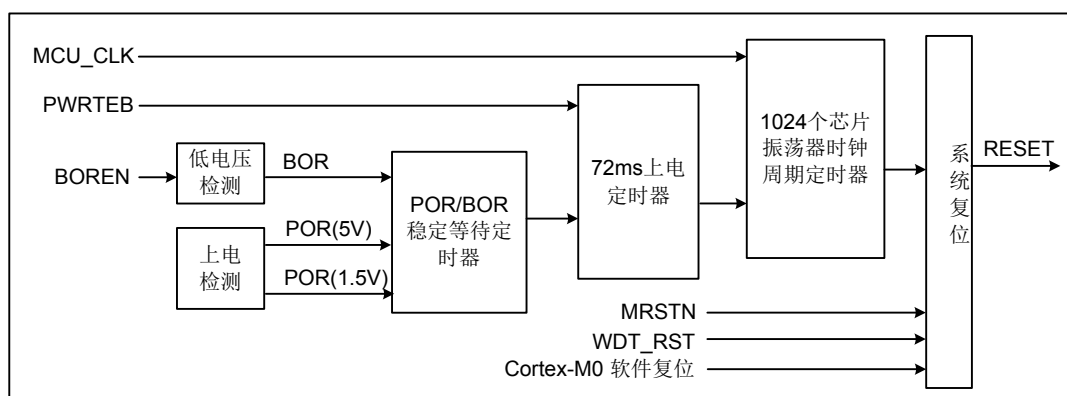 MCU_CLK
PWRTEB
BOREN
低电压
检测
BOR
上电
检测
POR(5V)
POR(1.5V)
POR/BOR
稳定等待定
时器
72ms上电
定时器
1024个芯片
振荡器时钟
周期定时器
系统复位
RESET
MRSTN
WDT_RST
Cortex-M0 软件复位